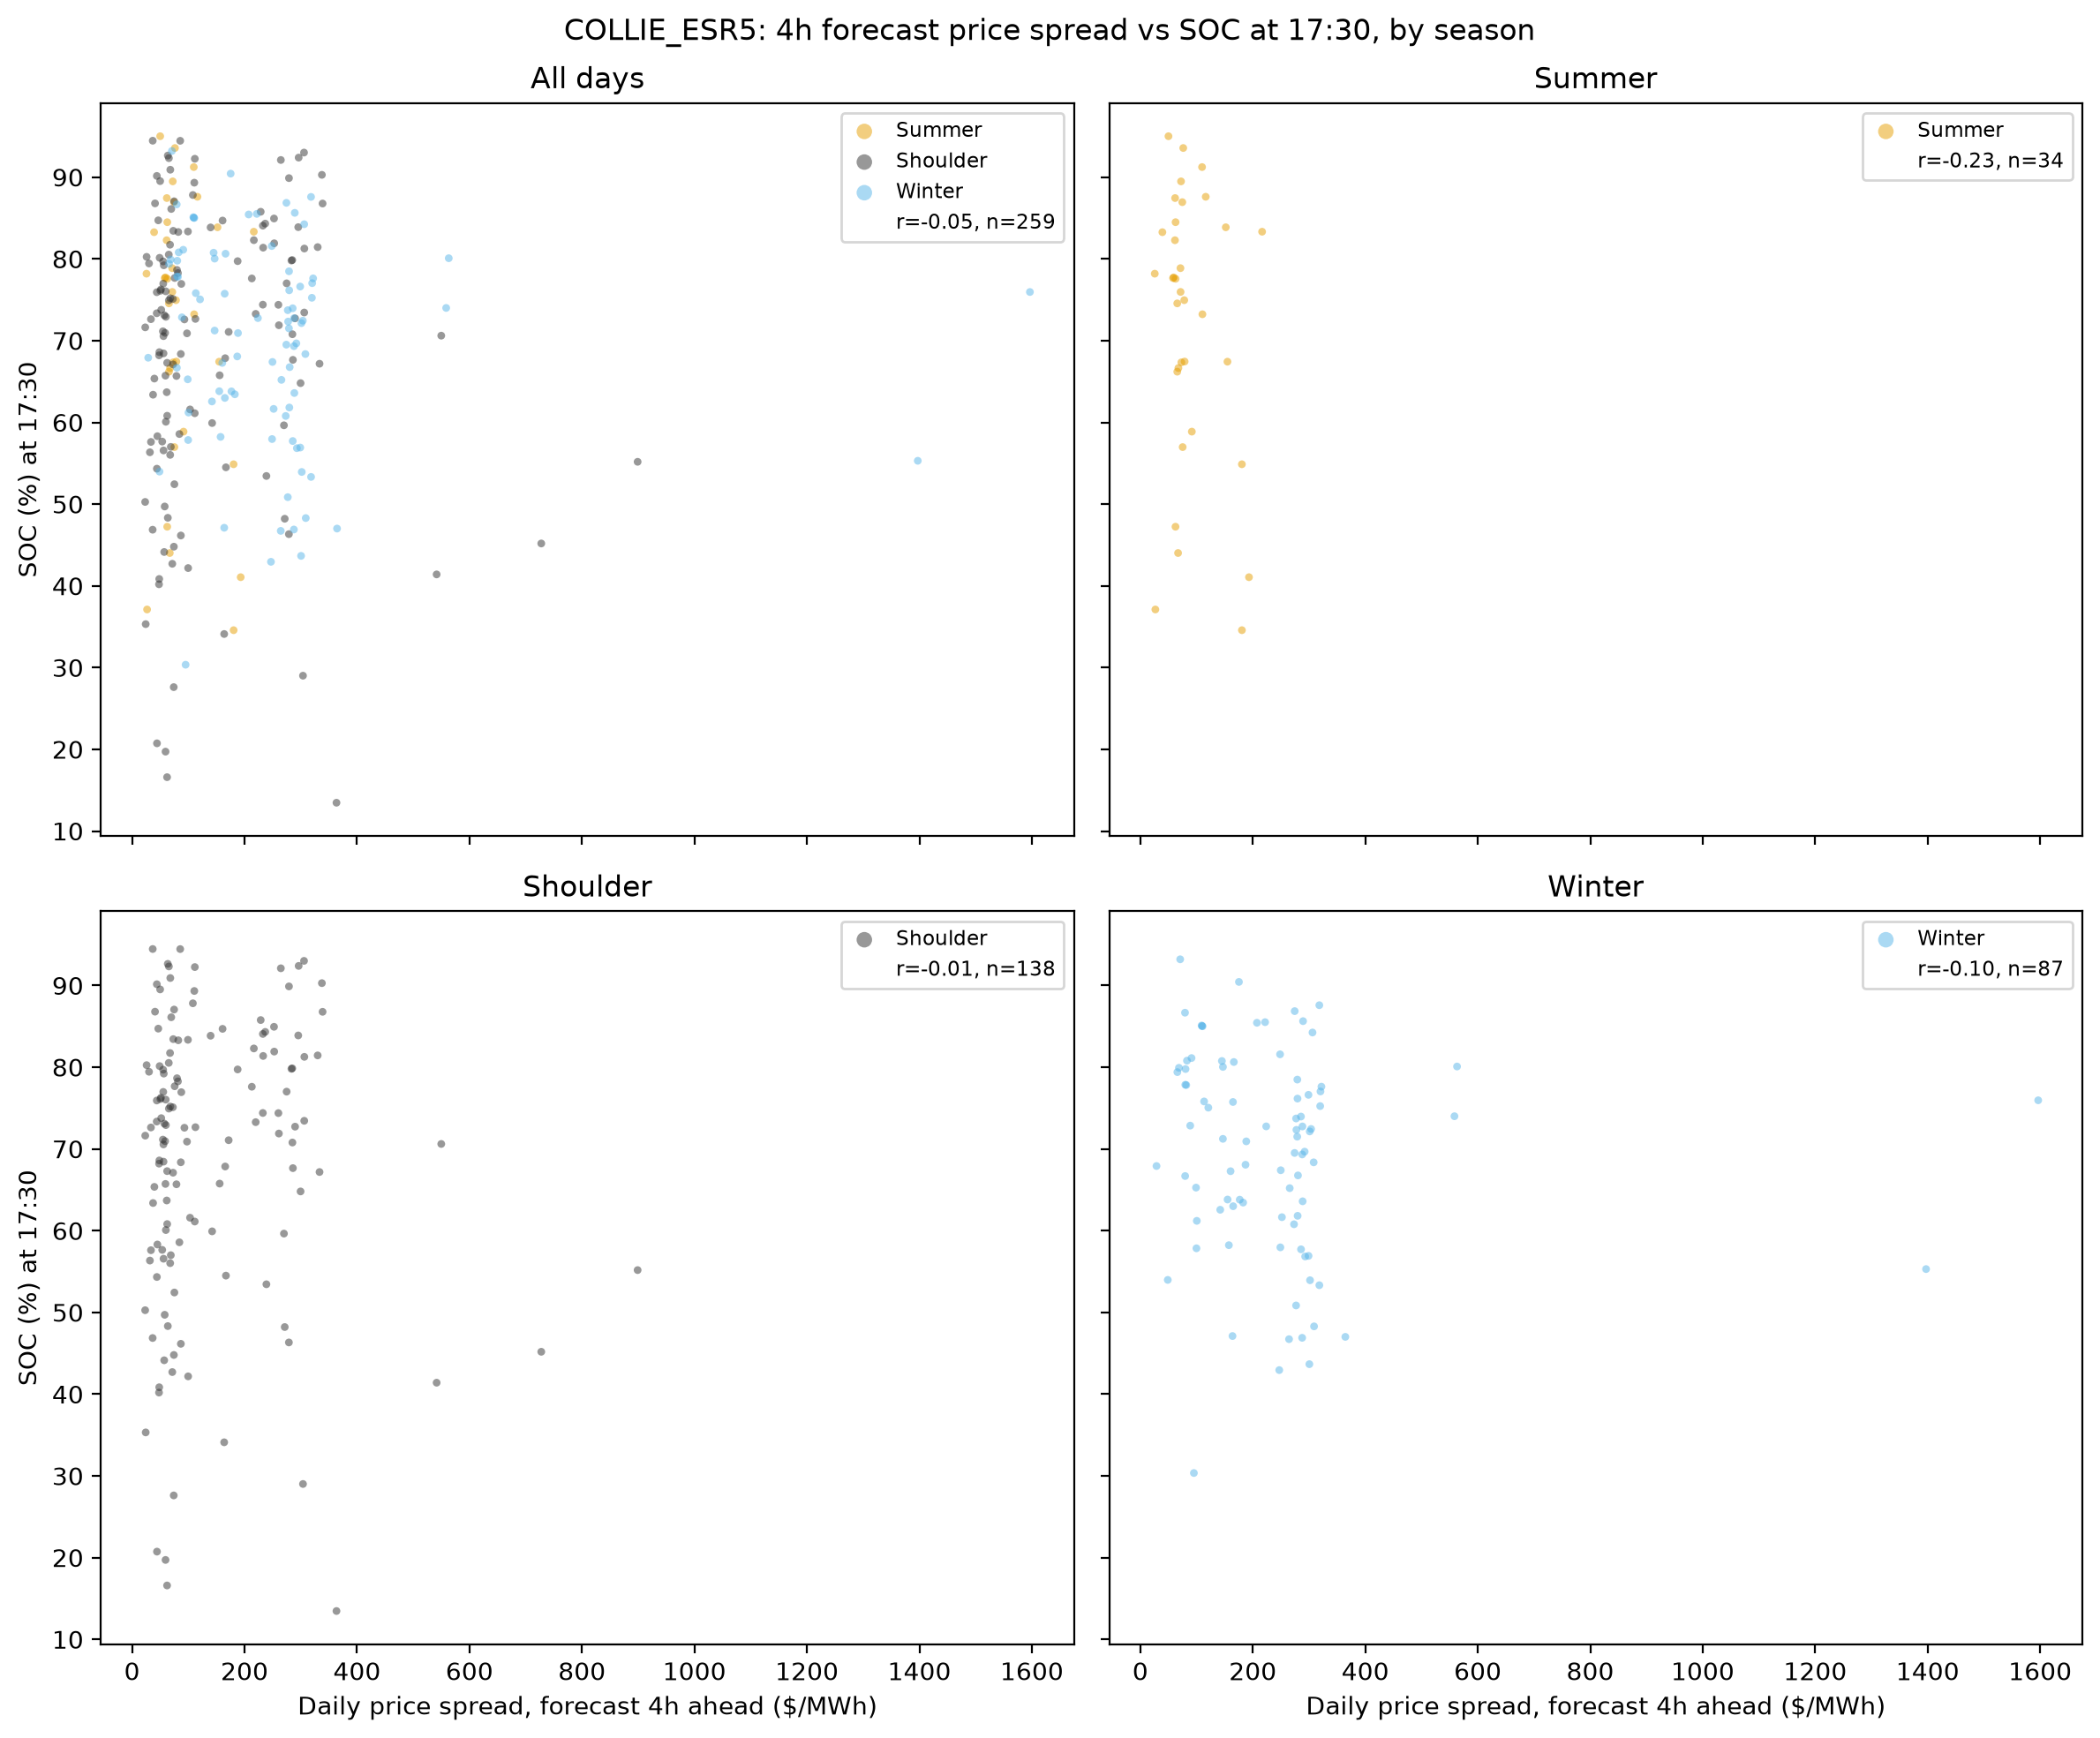 COLLIE_ESR5: 4h forecast price spread vs SOC at 17:30, by season
All days
Summer
Shoulder
Winter
r=-0.05, n=259
90
80
70
60
50
40
30
20
10
SOC (%) at 17:30
Summer
Summer
r=-0.23, n=34
Shoulder
Shoulder
r=-0.01, n=138
90
80
70
60
50
40
30
20
10
SOC (%) at 17:30
0 200 400 600 800 1000 1200 1400 1600
Daily price spread, forecast 4h ahead ($/MWh)
Winter
Winter
r=-0.10, n=87
0 200 400 600 800 1000 1200 1400 1600
Daily price spread, forecast 4h ahead ($/MWh)